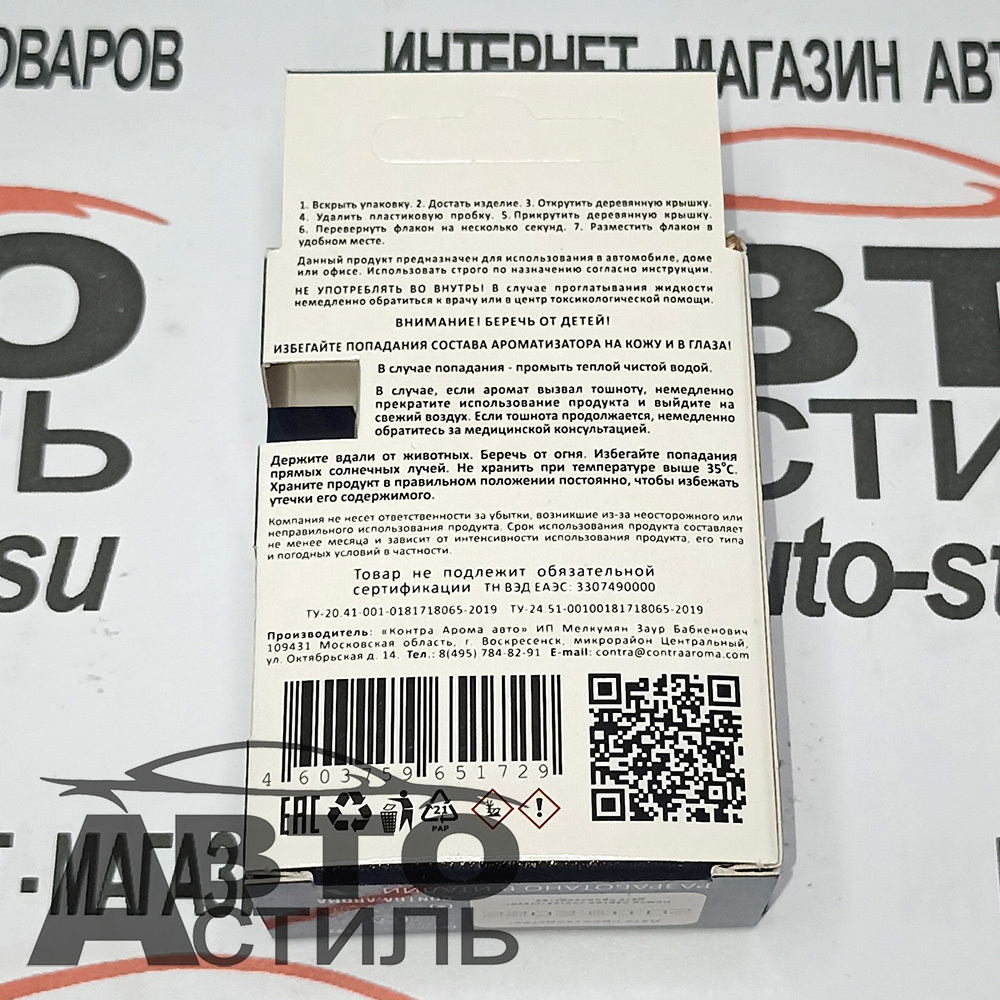 ОВАРОВ
ИНТЕРНЕТ МАГАЗИН АВТ
1. Вскрыть упаковку. 2. Достать изделие. 3. Открутить деревянную крышку.
4. Удалить пластиковую пробку. 5. Прикрутить деревянную крышку.
6. Перевернуть флакон на несколько секунд. 7. Разместить флакон в
удобном месте.
Данный продукт предназначен для использования в автомобиле, доме
или офисе. Использовать строго по назначению согласно инструкции.
НЕ УПОТРЕБЛЯТЬ ВО ВНУТРЬ! В случае проглатывания жидкости
немедленно обратиться к врачу или в центр токсикологической помощи.
ВНИМАНИЕ! БЕРЕЧЬ ОТ ДЕТЕЙ!
ИЗБЕГАЙТЕ ПОПАДАНИЯ СОСТАВА АРОМАТИЗАТОРА НА КОЖУ И В ГЛАЗА!
В случае попадания - промыть теплой чистой водой.
В случае, если аромат вызвал тошноту, немедленно
прекратите использование продукта и выйдите на
свежий воздух. Если тошнота продолжается, немедленно
обратитесь за медицинской консультацией.
Держите вдали от животных. Беречь от огня. Избегайте попадания
прямых солнечных лучей. Не хранить при температуре выше 35°С.
Храните продукт в правильном положении постоянно, чтобы избежать
утечки его содержимого.
Компания не несет ответственности за убытки, возникшие из-за неосторожного или
неправильного использования продукта. Срок использования продукта составляет
не менее месяца и зависит от интенсивности использования продукта, его типа
и погодных условий в частности.
Товар не подлежит обязательной
сертификации ТН ВЭД ЕАЭС: 3307490000
ТУ-20.41-001-0181718065-2019 ТУ-24.51-00100181718065-2019
Производитель: «Контра Арома авто» ИП Мелкумян Заур Бабкенович
109431 Московская область, г. Воскресенск, микрорайон Центральный,
ул. Октябрьская д. 14. Тел.: 8(495) 784-82-91 E-mail: contra@contraaroma.com
4 603759 651729
EAC
21
PAP
О
ВТ
Ь
СТИ
su
uto-st
Т - МАГАЗ
АВТО
СТИЛЬ
РАЗРАБОТАНО В ИТАЛИИ
CONTRA AROMA